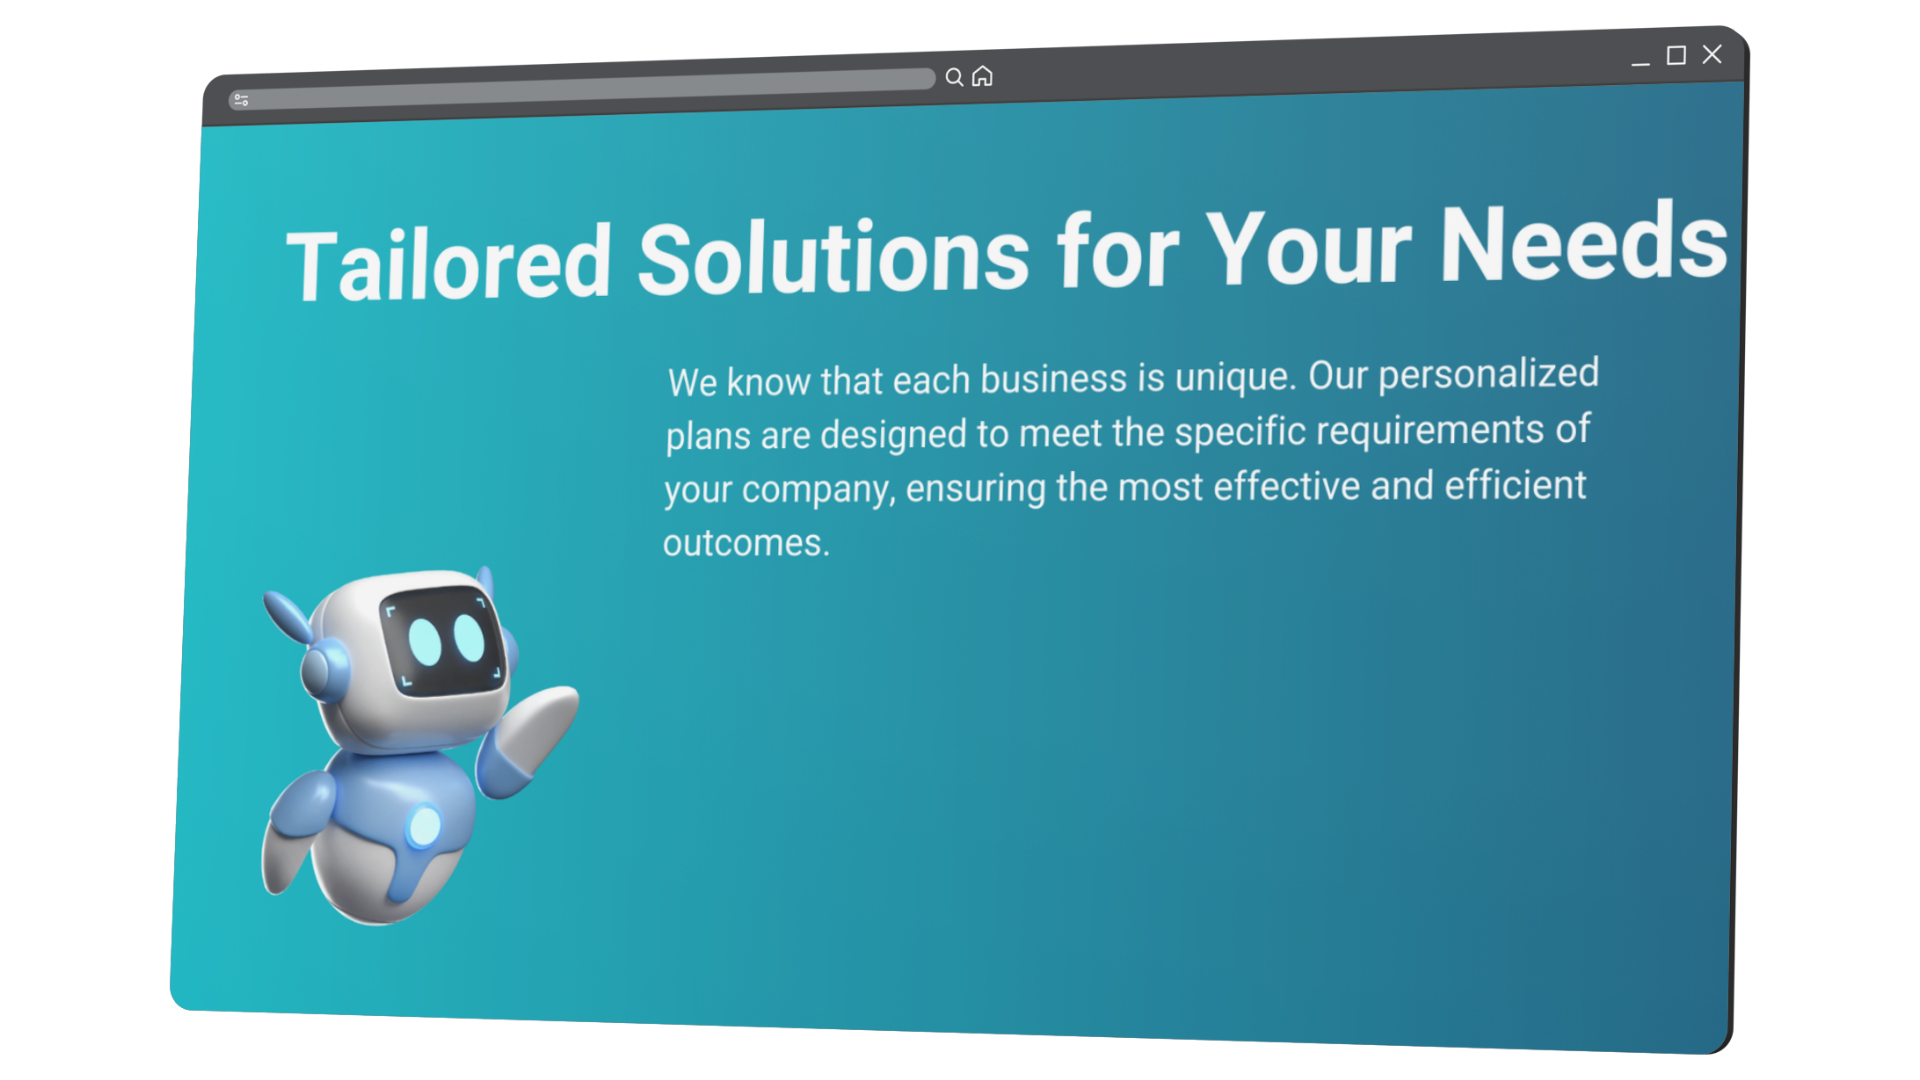 Tailored Solutions for Your Needs
We know that each business is unique. Our personalized
plans are designed to meet the specific requirements of
your company, ensuring the most effective and efficient
outcomes.